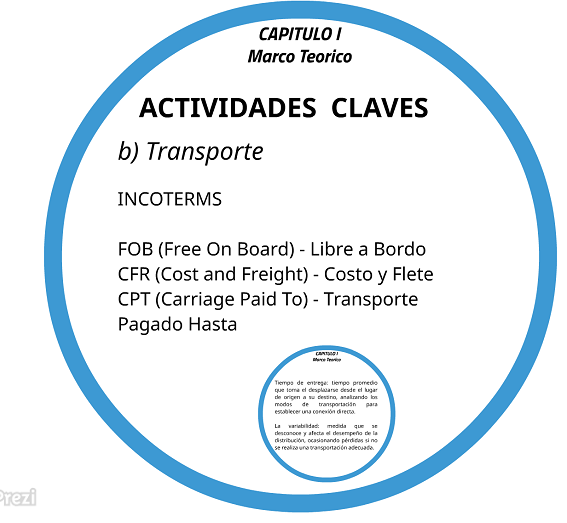 CAPITULO I
Marco Teorico
ACTIVIDADES CLAVES
b) Transporte
INCOTERMS
FOB (Free On Board) - Libre a Bordo
CFR (Cost and Freight) - Costo y Flete
CPT (Carriage Paid To) - Transporte
Pagado Hasta
CAPITULO I
Marco Teorico
Tiempo de entrega: tiempo promedio
que toma el desplazarse desde el lugar
de origen a su destino, analizando los
modos de transportación para
establecer una conexión directa.
La variabilidad: medida que se
desconoce y afecta el desempeño de la
distribución, ocasionando pérdidas si no
se realiza una transportación adecuada.
Prezi